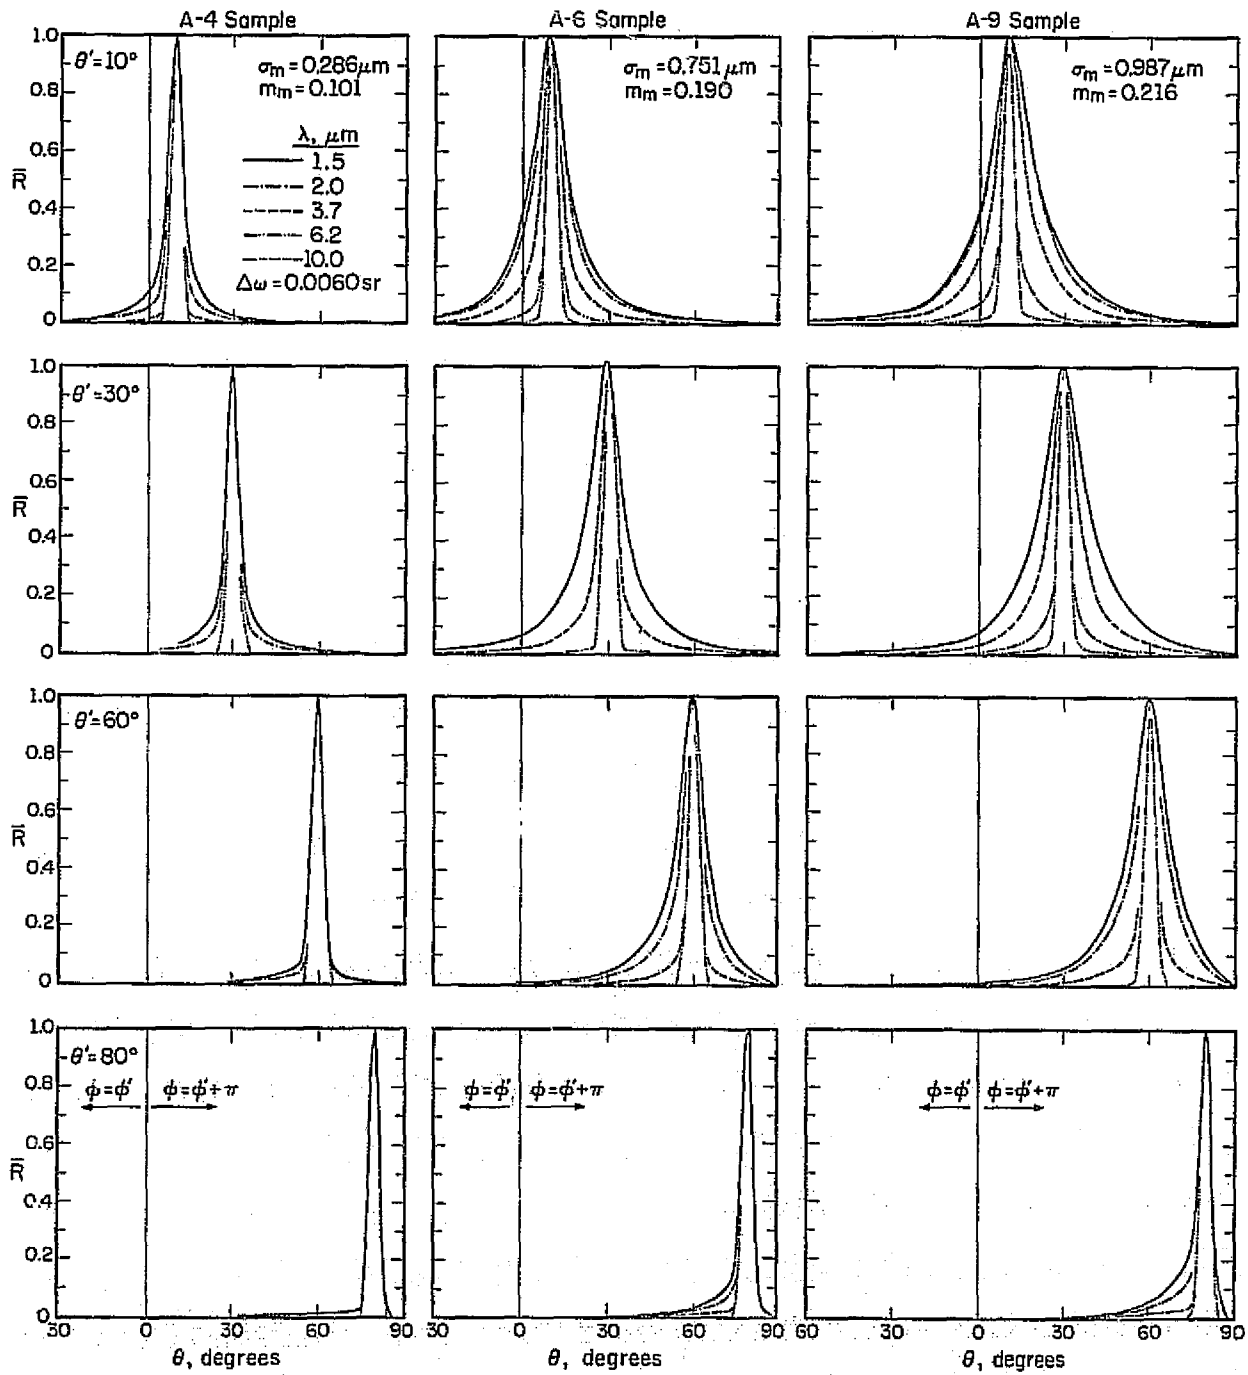 A-4 Sample A-6 Sample A-9 Sample
1.0 θ′=10° σm=0.286μm σm=0.751μm σm=0.987μm
mm=0.101 mm=0.190 mm=0.216
0.8
λ, μm
0.6 1.5
R̅ 2.0
0.4 3.7
6.2
0.2 10.0
Δω=0.0060sr
0
1.0
θ′=30°
0.8
0.6
R̅
0.4
0.2
0
1.0
θ′=60°
0.8
0.6
R̅
0.4
0.2
0
1.0
θ′=80°
0.8
ϕ=ϕ′ ϕ=ϕ′+π ϕ=ϕ′ ϕ=ϕ′+π ϕ=ϕ′ ϕ=ϕ′+π
0.6
R̅
0.4
0.2
0
30 0 30 60 90 30 0 30 60 90 60 30 0 30 60 90
θ, degrees θ, degrees θ, degrees